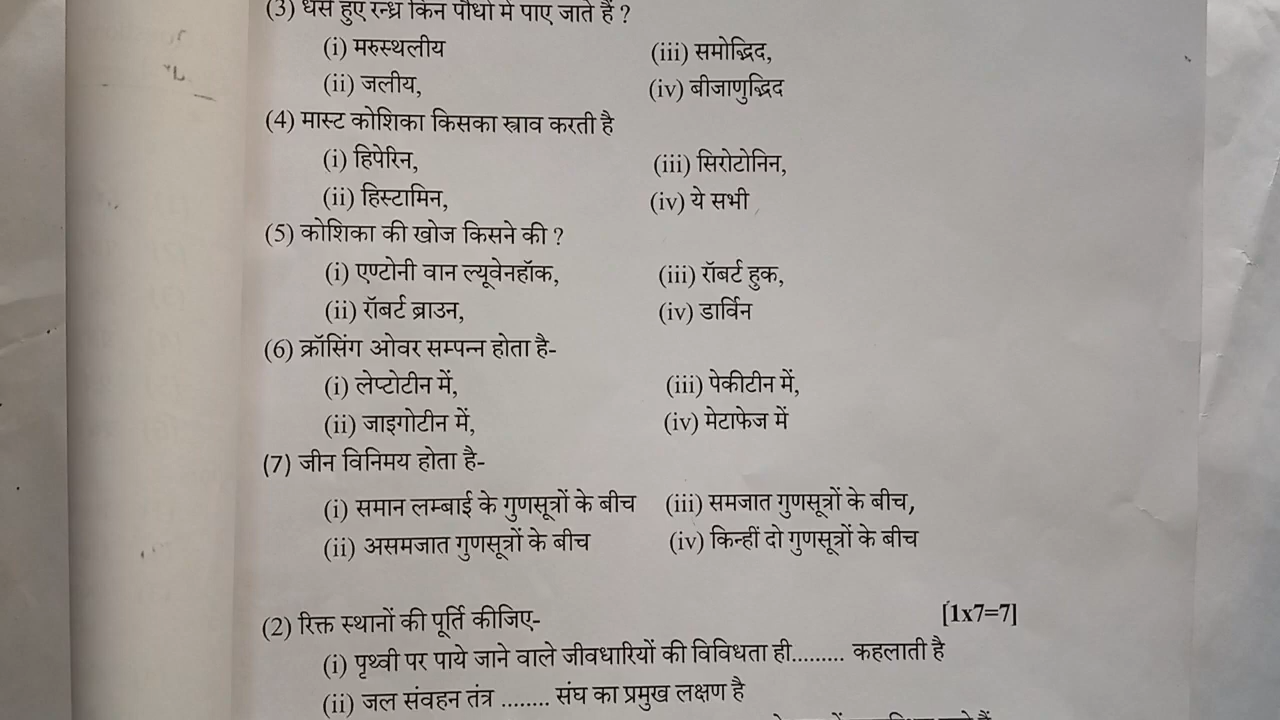 (3) धँसे हुए रन्ध्र किन पौधों में पाए जाते हैं ?
(i) मरुस्थलीय (iii) समोद्भिद,
(ii) जलीय, (iv) बीजाणुद्भिद
(4) मास्ट कोशिका किसका स्त्राव करती है
(i) हिपेरिन, (iii) सिरोटोनिन,
(ii) हिस्टामिन, (iv) ये सभी
(5) कोशिका की खोज किसने की ?
(i) एण्टोनी वान ल्यूवेनहॉक, (iii) रॉबर्ट हुक,
(ii) रॉबर्ट ब्राउन, (iv) डार्विन
(6) क्रॉसिंग ओवर सम्पन्न होता है-
(i) लेप्टोटीन में, (iii) पेकीटीन में,
(ii) जाइगोटीन में, (iv) मेटाफेज में
(7) जीन विनिमय होता है-
(i) समान लम्बाई के गुणसूत्रों के बीच (iii) समजात गुणसूत्रों के बीच,
(ii) असमजात गुणसूत्रों के बीच (iv) किन्हीं दो गुणसूत्रों के बीच
(2) रिक्त स्थानों की पूर्ति कीजिए- [1x7=7]
(i) पृथ्वी पर पाये जाने वाले जीवधारियों की विविधता ही......... कहलाती है
(ii) जल संवहन तंत्र ........ संघ का प्रमुख लक्षण है